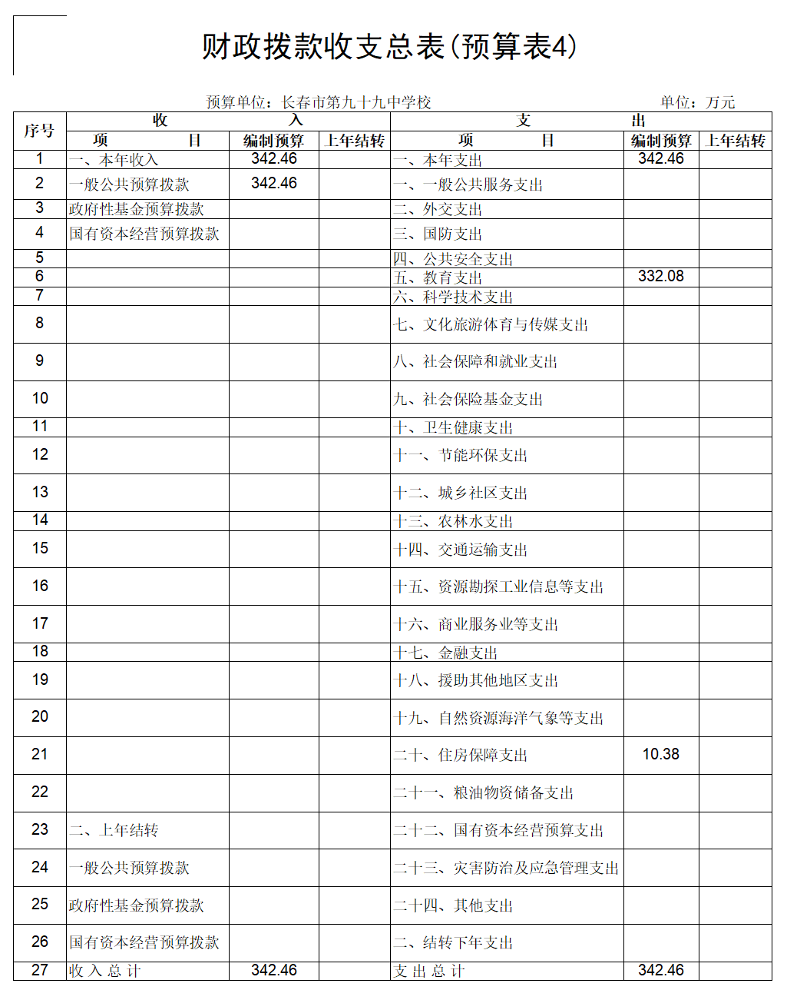 财政拨款收支总表(预算表4)
预算单位：长春市第九十九中学校 单位：万元
序号 收 入 支 出
项 目 编制预算 上年结转 项 目 编制预算 上年结转
1 一、本年收入 342.46 一、本年支出 342.46
2 一般公共预算拨款 342.46 一、一般公共服务支出
3 政府性基金预算拨款 二、外交支出
4 国有资本经营预算拨款 三、国防支出
5 四、公共安全支出
6 五、教育支出 332.08
7 六、科学技术支出
8 七、文化旅游体育与传媒支出
9 八、社会保障和就业支出
10 九、社会保险基金支出
11 十、卫生健康支出
12 十一、节能环保支出
13 十二、城乡社区支出
14 十三、农林水支出
15 十四、交通运输支出
16 十五、资源勘探工业信息等支出
17 十六、商业服务业等支出
18 十七、金融支出
19 十八、援助其他地区支出
20 十九、自然资源海洋气象等支出
21 二十、住房保障支出 10.38
22 二十一、粮油物资储备支出
23 二、上年结转 二十二、国有资本经营预算支出
24 一般公共预算拨款 二十三、灾害防治及应急管理支出
25 政府性基金预算拨款 二十四、其他支出
26 国有资本经营预算拨款 二、结转下年支出
27 收 入 总 计 342.46 支 出 总 计 342.46